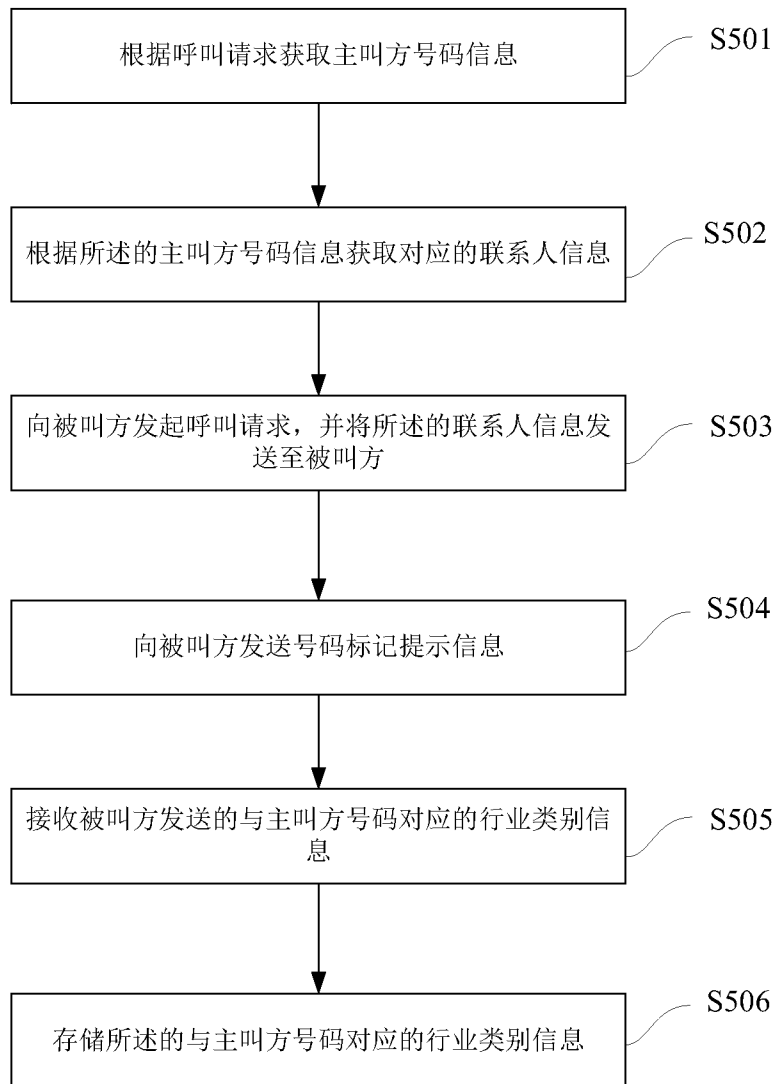 根据呼叫请求获取主叫方号码信息
S501
根据所述的主叫方号码信息获取对应的联系人信息
S502
向被叫方发起呼叫请求，并将所述的联系人信息发
送至被叫方
S503
向被叫方发送号码标记提示信息
S504
接收被叫方发送的与主叫方号码对应的行业类别信
息
S505
存储所述的与主叫方号码对应的行业类别信息
S506